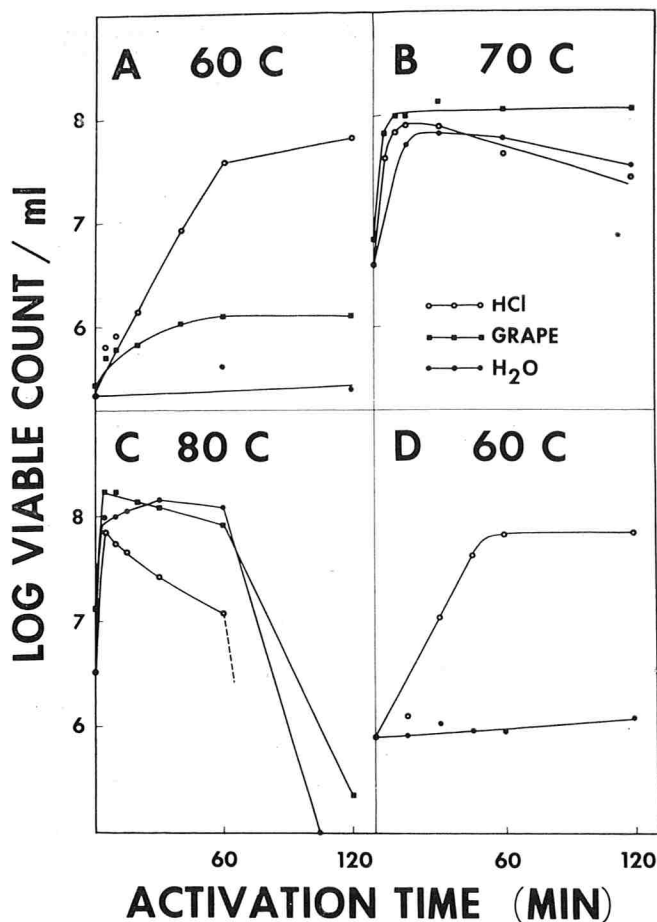 A 60 C
B 70 C
8
7
6
HCl
GRAPE
H2O
C 80 C
D 60 C
8
7
6
60
120
60
120
LOG VIABLE COUNT / ml
ACTIVATION TIME (MIN)